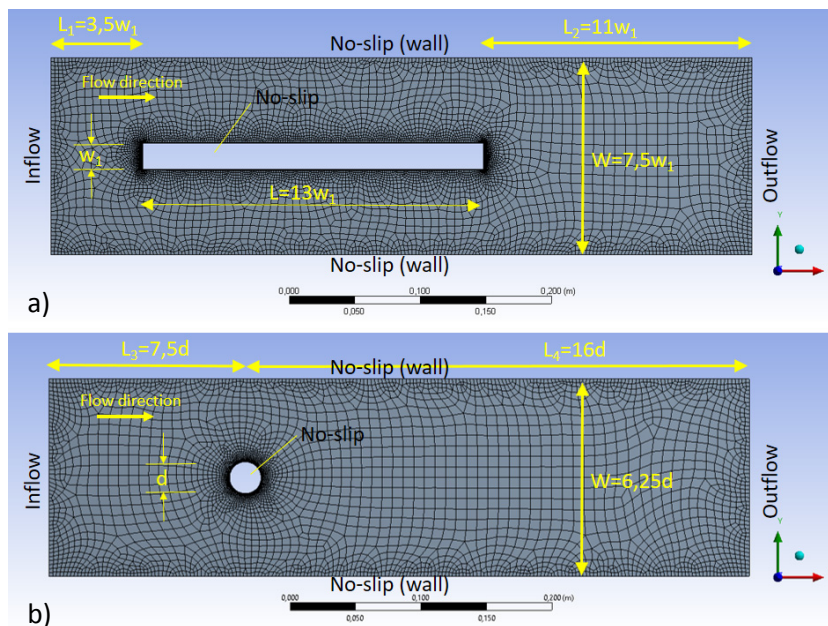 L₁=3,5w₁
No-slip (wall)
L₂=11w₁
Flow direction
No-slip
Inflow
w₁
W=7,5w₁
Outflow
L=13w₁
Y
No-slip (wall)
a)
0,000
0,100
0,200 (m)
0,050
0,150
L₃=7,5d
No-slip (wall)
L₄=16d
Flow direction
No-slip
Inflow
d
W=6,25d
Outflow
Y
No-slip (wall)
b)
0,000
0,100
0,200 (m)
0,050
0,150